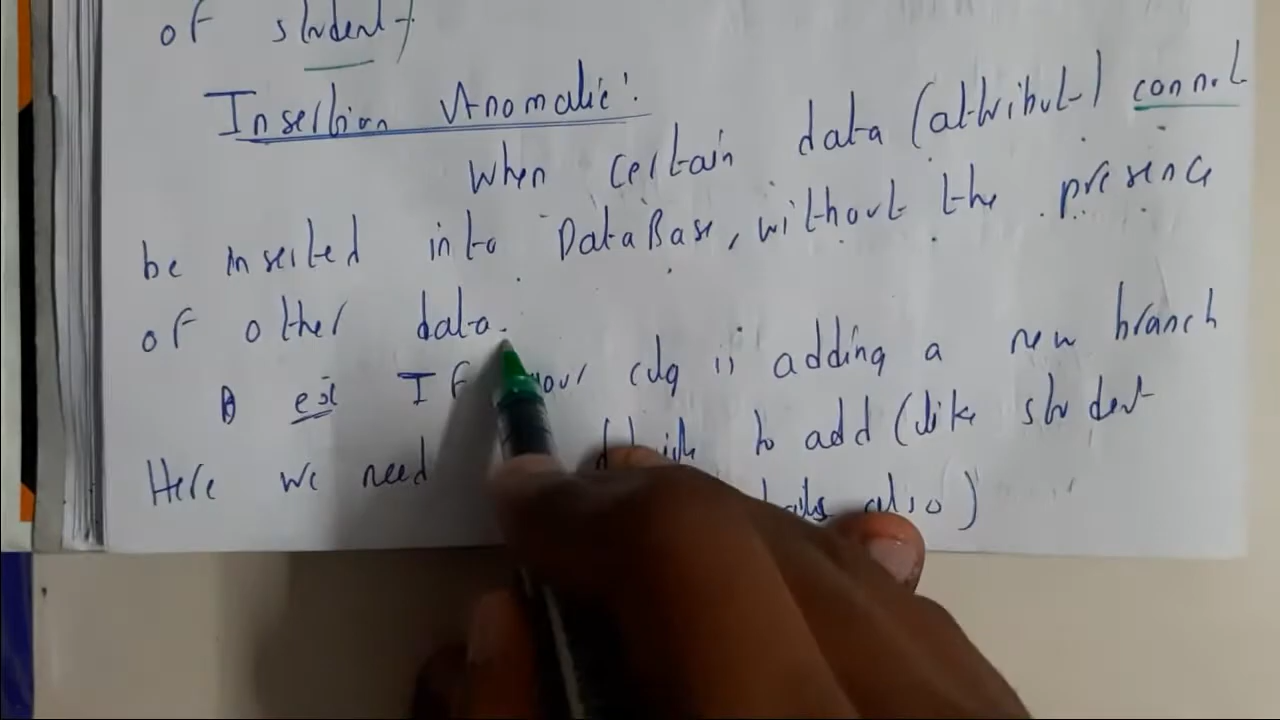 of student
Insertion Anomalie:
When certain data (attribute) cannot
be inserted into DataBase, without the presence
of other data.
ex: If your clg is adding a new branch
Here we need to add (like student
also)